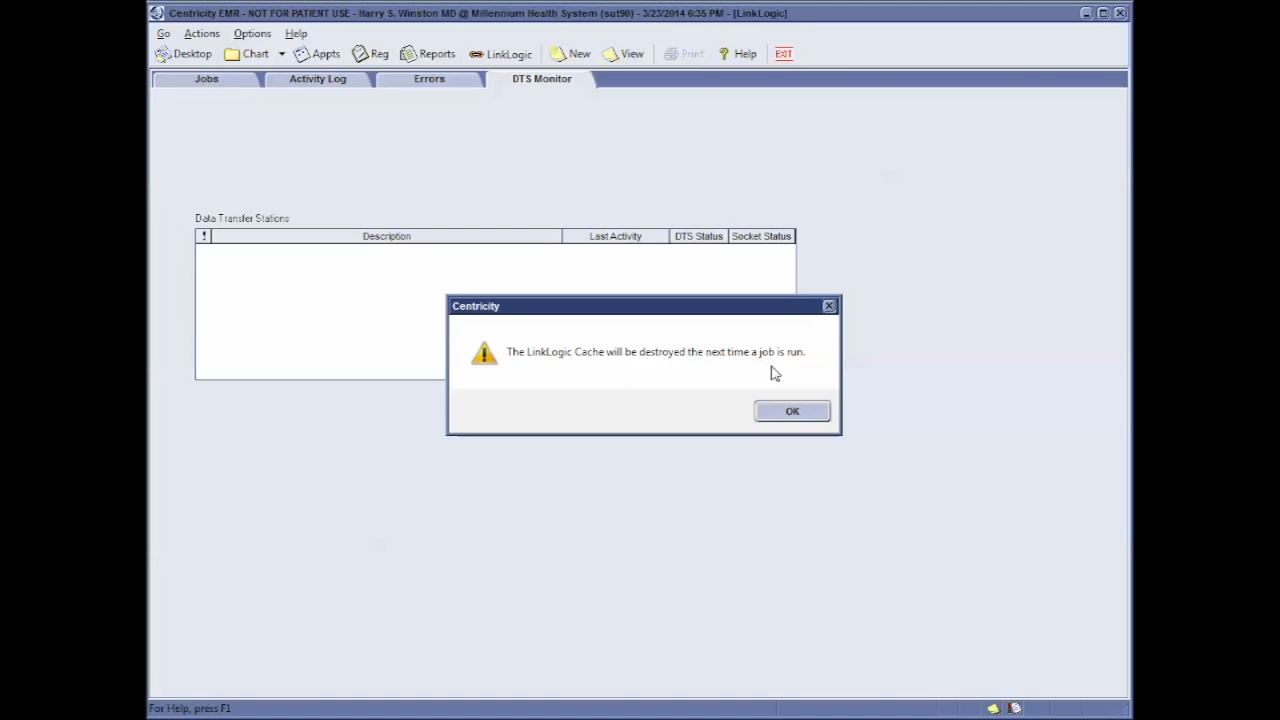 Centricity EMR - NOT FOR PATIENT USE - Harry S. Winston MD @ Millennium Health System (sut90) - 3/23/2014 6:35 PM - [LinkLogic]
Go Actions Options Help
Desktop Chart Appts Reg Reports LinkLogic New View Print ? Help EXIT
Jobs Activity Log Errors DTS Monitor
Data Transfer Stations
! Description Last Activity DTS Status Socket Status
Centricity
The LinkLogic Cache will be destroyed the next time a job is run.
OK
For Help, press F1